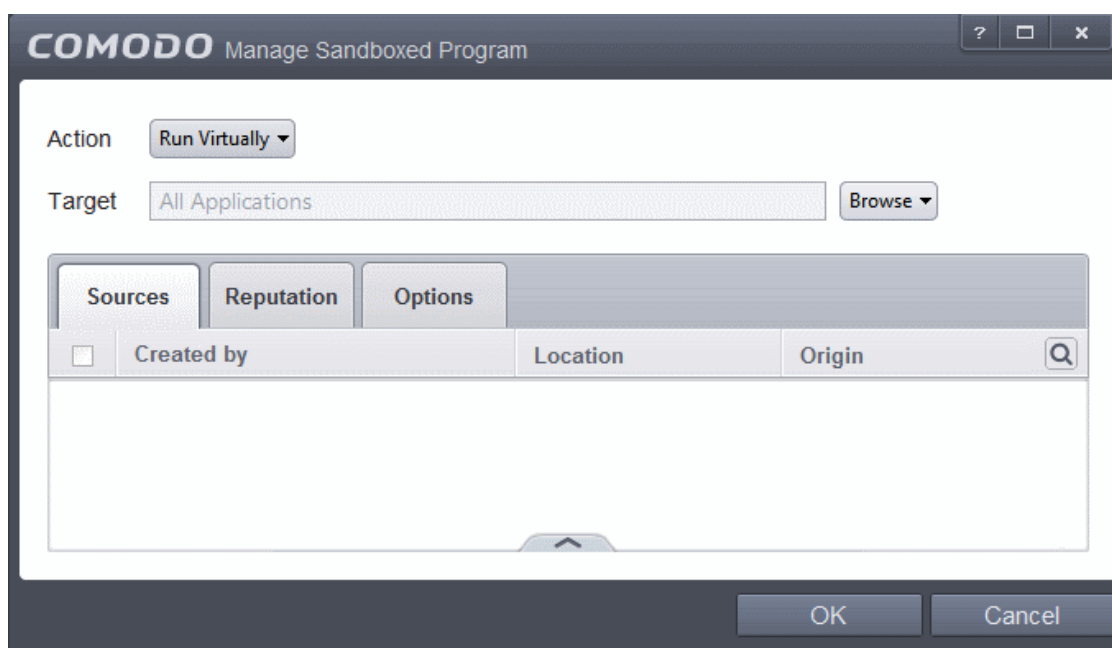 COMODO Manage Sandboxed Program ?
Action Run Virtually
Target All Applications Browse
Sources Reputation Options
Created by Location Origin
OK Cancel